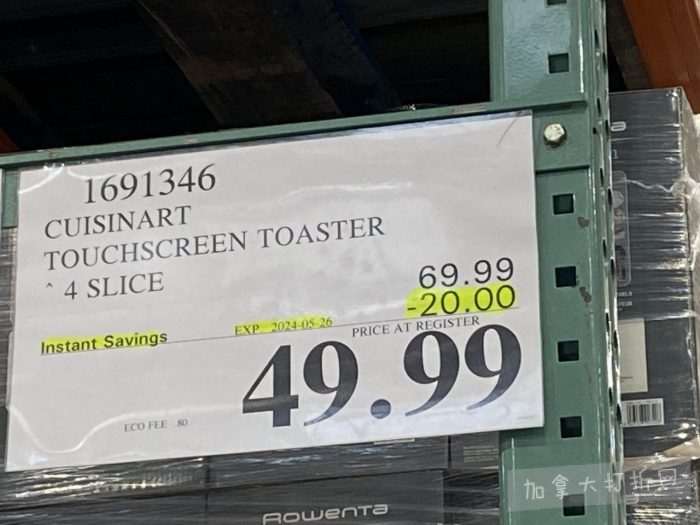 1691346
CUISINART
TOUCHSCREEN TOASTER
^ 4 SLICE
69.99
-20.00
Instant Savings
EXP 2024-05-26
PRICE AT REGISTER
49.99
ECO FEE 80
ROWENTA
加拿大打折君